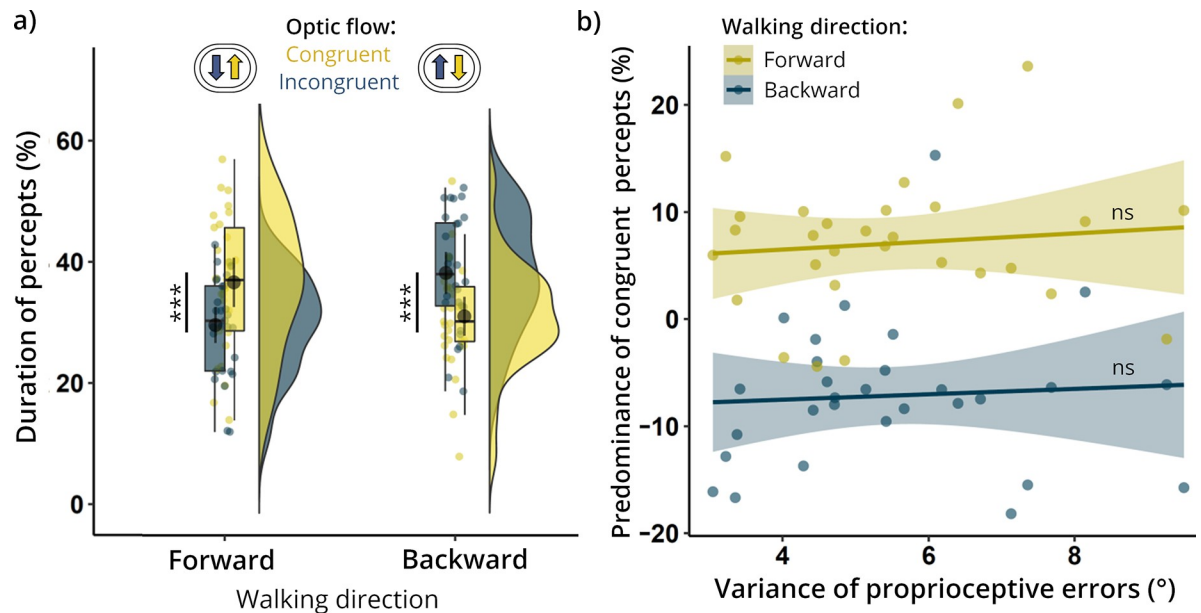 a)
Optic flow:
Congruent
Incongruent
Duration of percepts (%)
60
40
20
0
***
***
Forward
Backward
Walking direction
b)
Walking direction:
Forward
Backward
Predominance of congruent percepts (%)
20
10
0
−10
−20
ns
ns
4
6
8
Variance of proprioceptive errors (°)